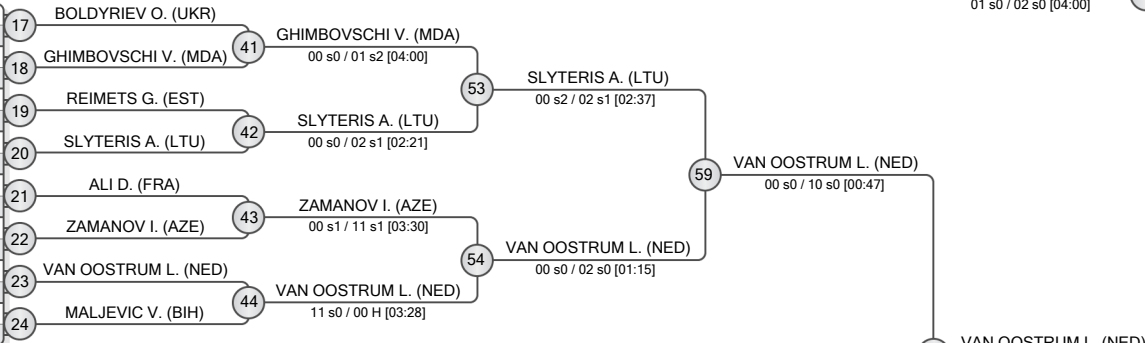 01 s0 / 02 s0 [04:00]
17
BOLDYRIEV O. (UKR)
18
GHIMBOVSCHI V. (MDA)
41
GHIMBOVSCHI V. (MDA)
00 s0 / 01 s2 [04:00]
19
REIMETS G. (EST)
20
SLYTERIS A. (LTU)
42
SLYTERIS A. (LTU)
00 s0 / 02 s1 [02:21]
53
SLYTERIS A. (LTU)
00 s2 / 02 s1 [02:37]
21
ALI D. (FRA)
22
ZAMANOV I. (AZE)
43
ZAMANOV I. (AZE)
00 s1 / 11 s1 [03:30]
23
VAN OOSTRUM L. (NED)
24
MALJEVIC V. (BIH)
44
VAN OOSTRUM L. (NED)
11 s0 / 00 H [03:28]
54
VAN OOSTRUM L. (NED)
00 s0 / 02 s0 [01:15]
59
VAN OOSTRUM L. (NED)
00 s0 / 10 s0 [00:47]
VAN OOSTRUM L. (NED)